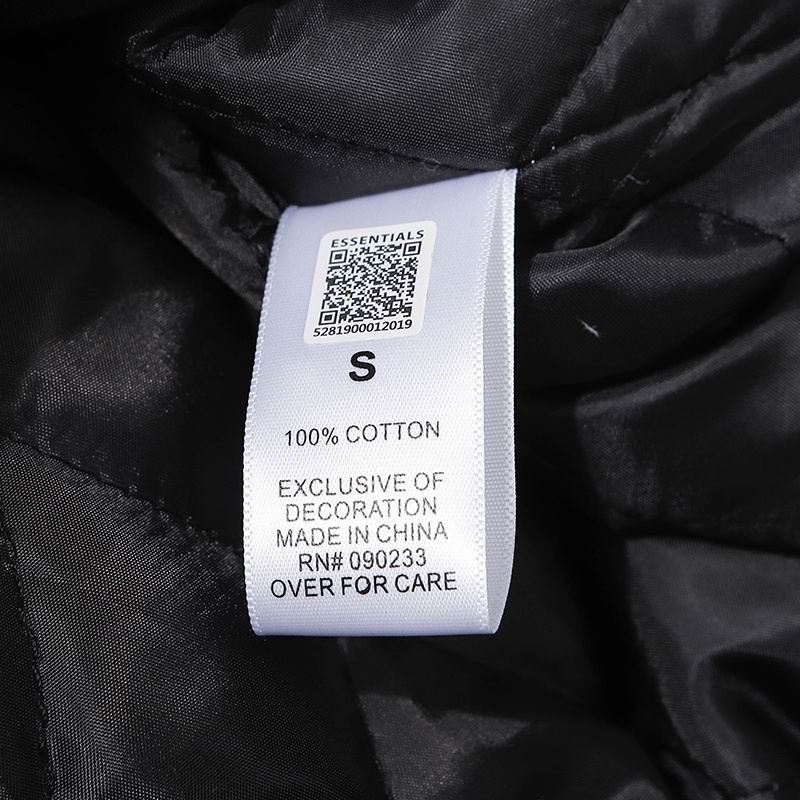 ESSENTIALS
5281900012019
S
100% COTTON
EXCLUSIVE OF
DECORATION
MADE IN CHINA
RN# 090233
OVER FOR CARE